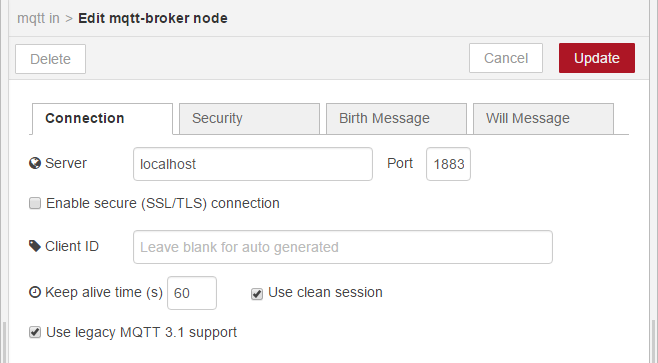 mqtt in > Edit mqtt-broker node
Delete Cancel Update
Connection Security Birth Message Will Message
Server localhost Port 1883
Enable secure (SSL/TLS) connection
Client ID Leave blank for auto generated
Keep alive time (s) 60 Use clean session
Use legacy MQTT 3.1 support